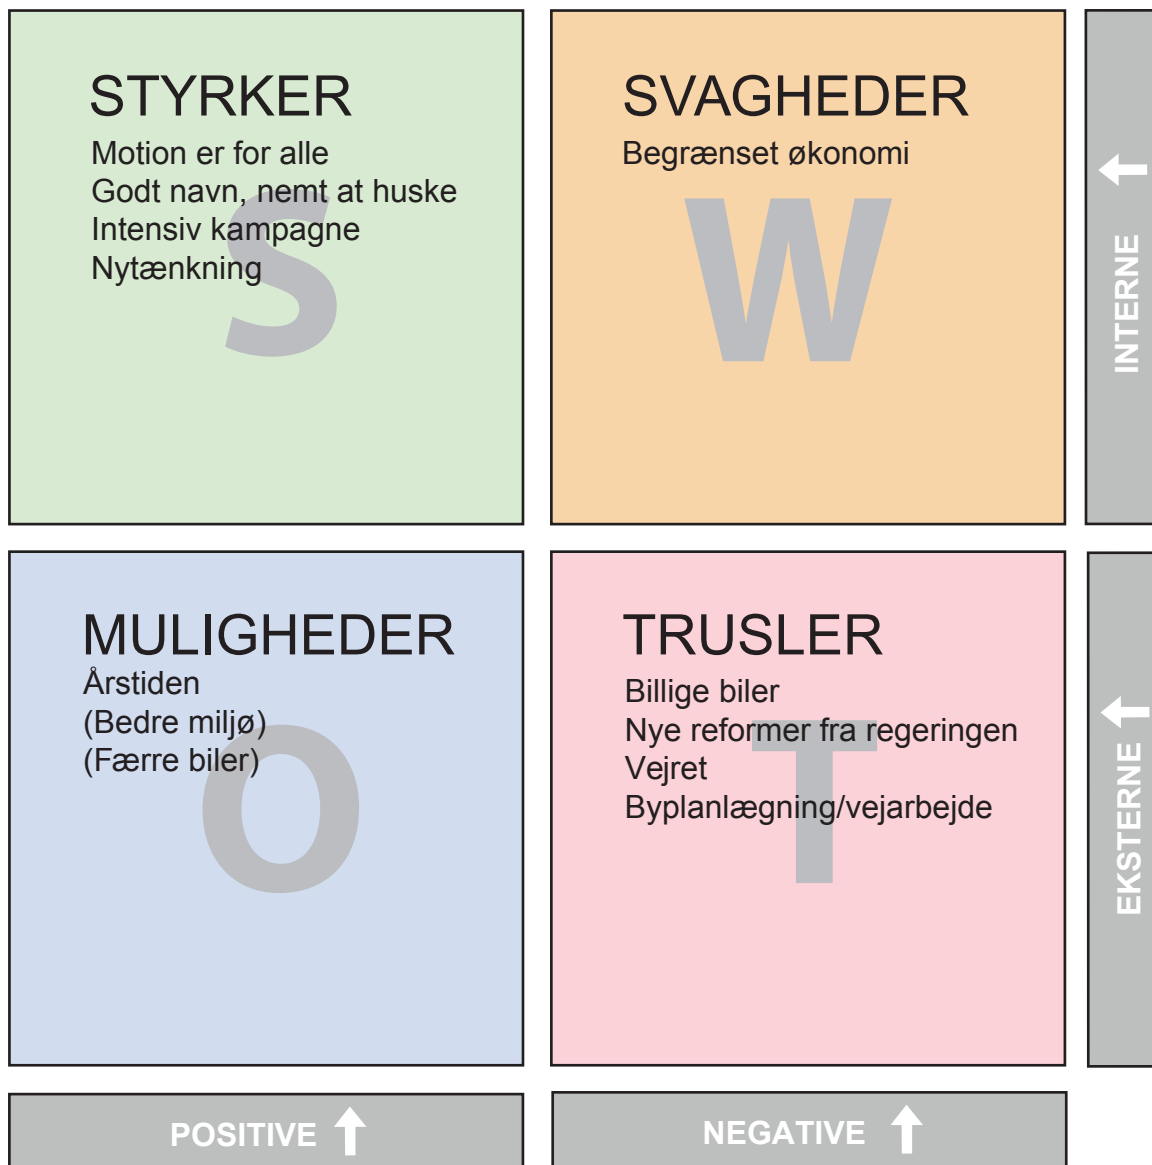 STYRKER
Motion er for alle
Godt navn, nemt at huske
Intensiv kampagne
Nytænkning
S
SVAGHEDER
Begrænset økonomi
W
INTERNE
MULIGHEDER
Årstiden
(Bedre miljø)
(Færre biler)
O
TRUSLER
Billige biler
Nye reformer fra regeringen
Vejret
Byplanlægning/vejarbejde
T
EKSTERNE
POSITIVE
NEGATIVE